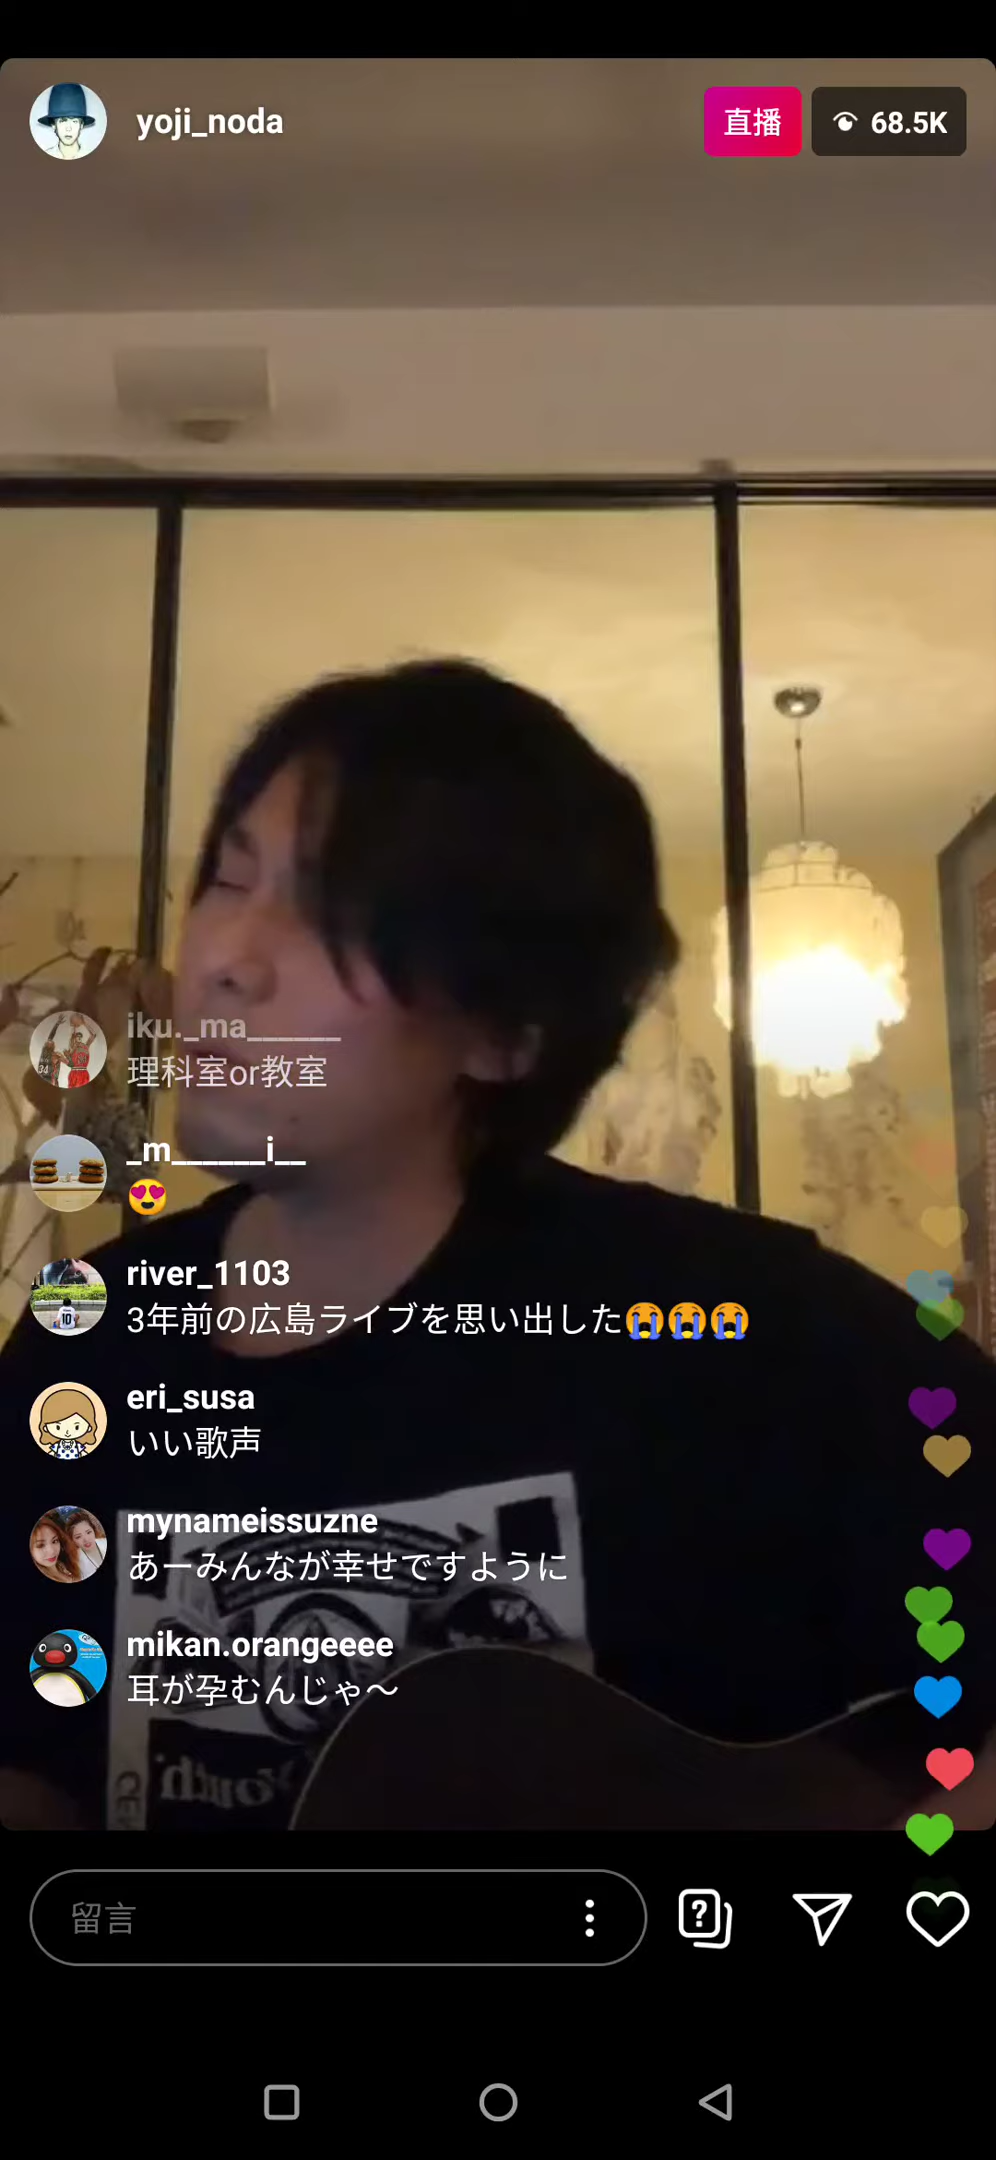 yoji_noda
直播
68.5K
iku._ma______
理科室or教室
_m______i__
😍
river_1103
3年前の広島ライブを思い出した😭😭😭
eri_susa
いい歌声
mynameissuzne
あーみんなが幸せですように
mikan.orangeeee
耳が孕むんじゃ〜
Youth.
留言